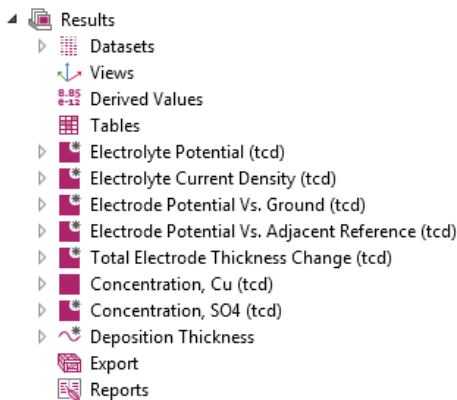 Results
Datasets
Views
8.85
e-12
Derived Values
Tables
Electrolyte Potential (tcd)
Electrolyte Current Density (tcd)
Electrode Potential Vs. Ground (tcd)
Electrode Potential Vs. Adjacent Reference (tcd)
Total Electrode Thickness Change (tcd)
Concentration, Cu (tcd)
Concentration, SO4 (tcd)
Deposition Thickness
Export
Reports